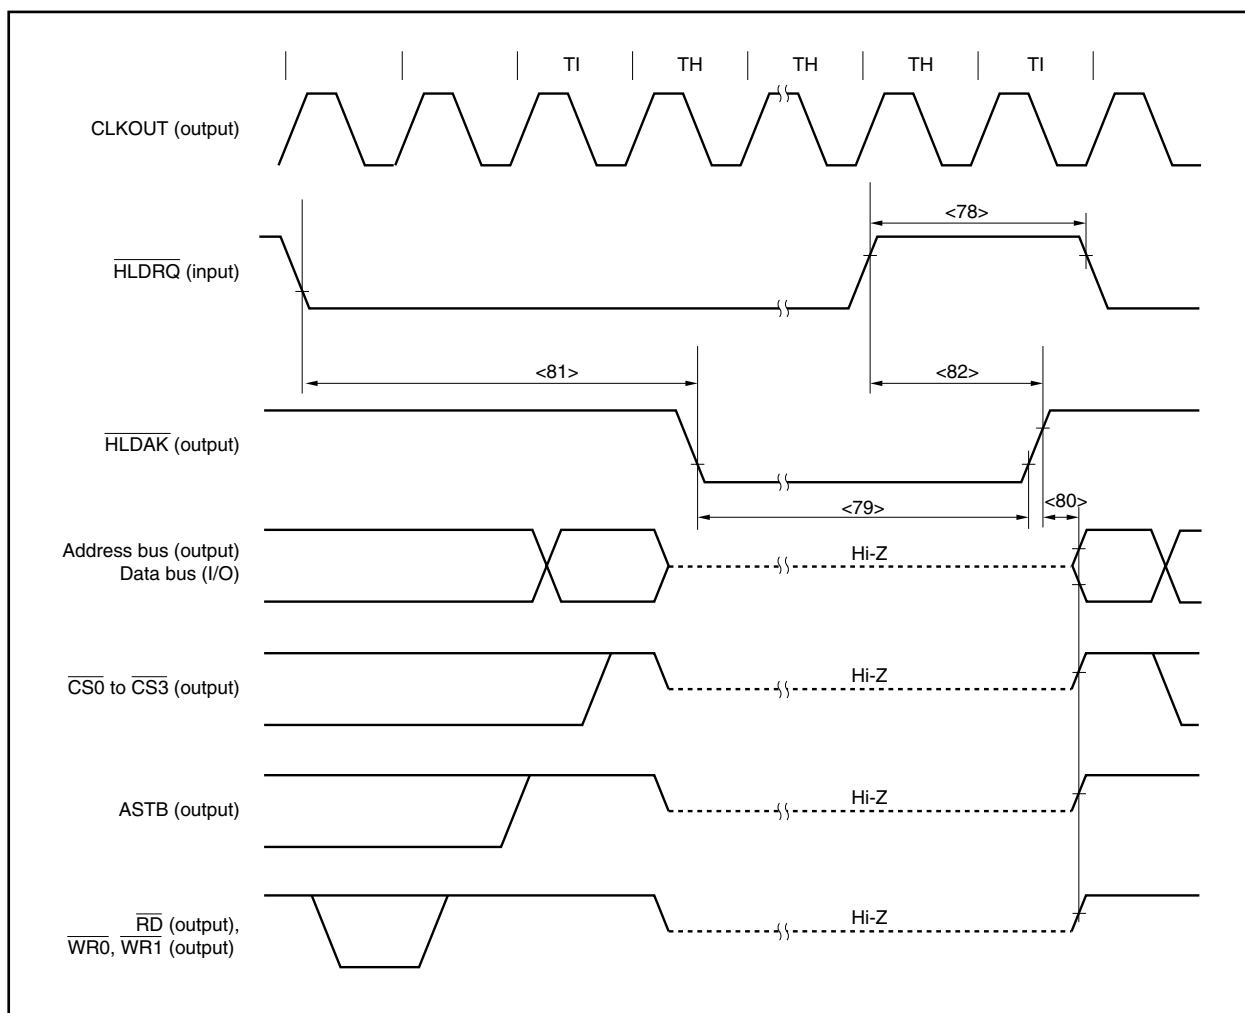 TI TH TH TH TI
CLKOUT (output)
<78>
HLDRQ (input)
<81> <82>
HLDAK (output)
<79> <80>
Address bus (output)
Data bus (I/O)
Hi-Z
CS0 to CS3 (output)
Hi-Z
ASTB (output)
Hi-Z
RD (output),
WR0, WR1 (output)
Hi-Z